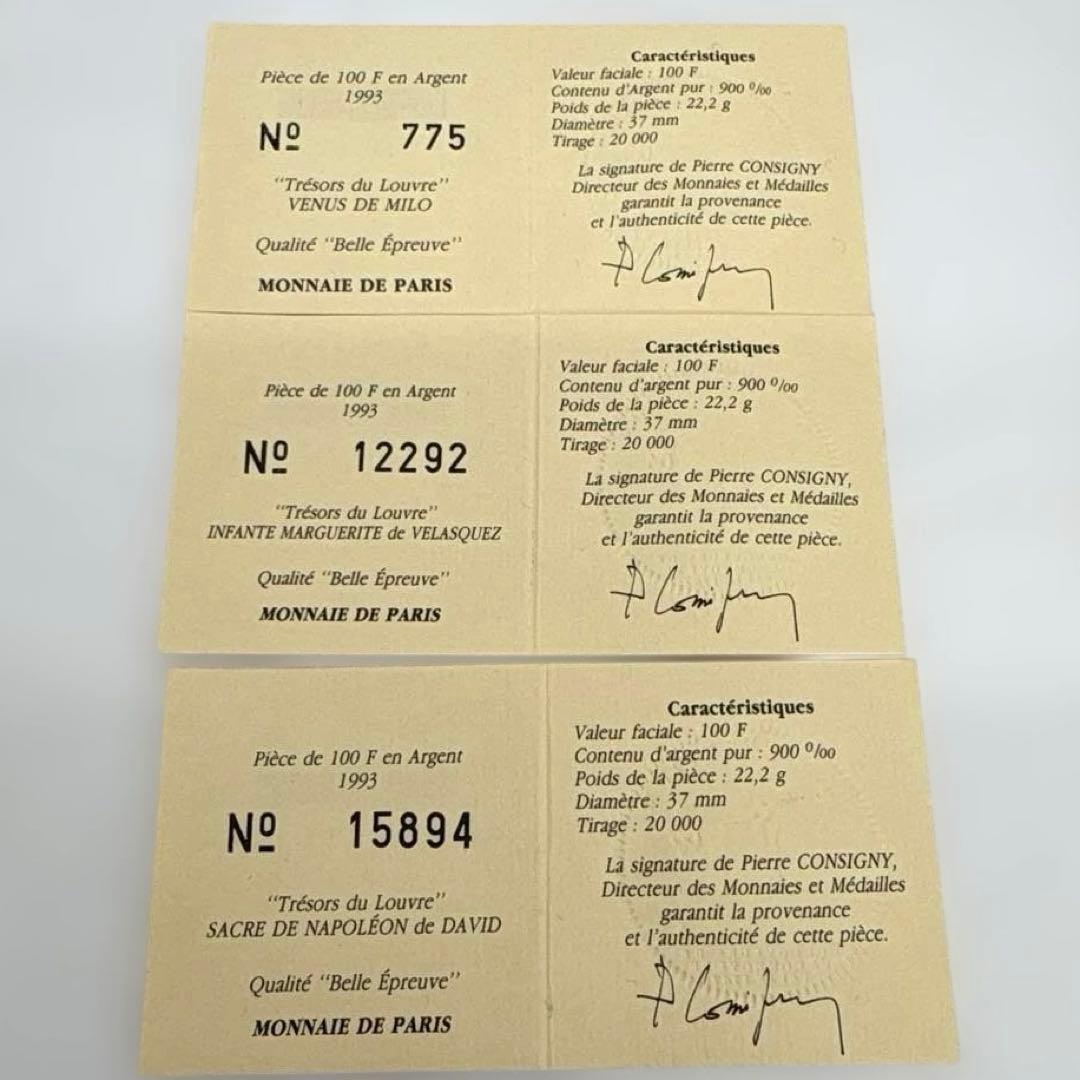 Pièce de 100 F en Argent
1993
Nº 775
"Trésors du Louvre"
VENUS DE MILO
Qualité "Belle Épreuve"
MONNAIE DE PARIS
Caractéristiques
Valeur faciale : 100 F
Contenu d'Argent pur : 900 ‰
Poids de la pièce : 22,2 g
Diamètre : 37 mm
Tirage : 20 000
La signature de Pierre CONSIGNY
Directeur des Monnaies et Médailles
garantit la provenance
et l'authenticité de cette pièce.
Pièce de 100 F en Argent
1993
Nº 12292
"Trésors du Louvre"
INFANTE MARGUERITE de VELASQUEZ
Qualité "Belle Épreuve"
MONNAIE DE PARIS
Caractéristiques
Valeur faciale : 100 F
Contenu d'argent pur : 900 ‰
Poids de la pièce : 22,2 g
Diamètre : 37 mm
Tirage : 20 000
La signature de Pierre CONSIGNY,
Directeur des Monnaies et Médailles
garantit la provenance
et l'authenticité de cette pièce.
Pièce de 100 F en Argent
1993
Nº 15894
"Trésors du Louvre"
SACRE DE NAPOLÉON de DAVID
Qualité "Belle Épreuve"
MONNAIE DE PARIS
Caractéristiques
Valeur faciale : 100 F
Contenu d'argent pur : 900 ‰
Poids de la pièce : 22,2 g
Diamètre : 37 mm
Tirage : 20 000
La signature de Pierre CONSIGNY,
Directeur des Monnaies et Médailles
garantit la provenance
et l'authenticité de cette pièce.